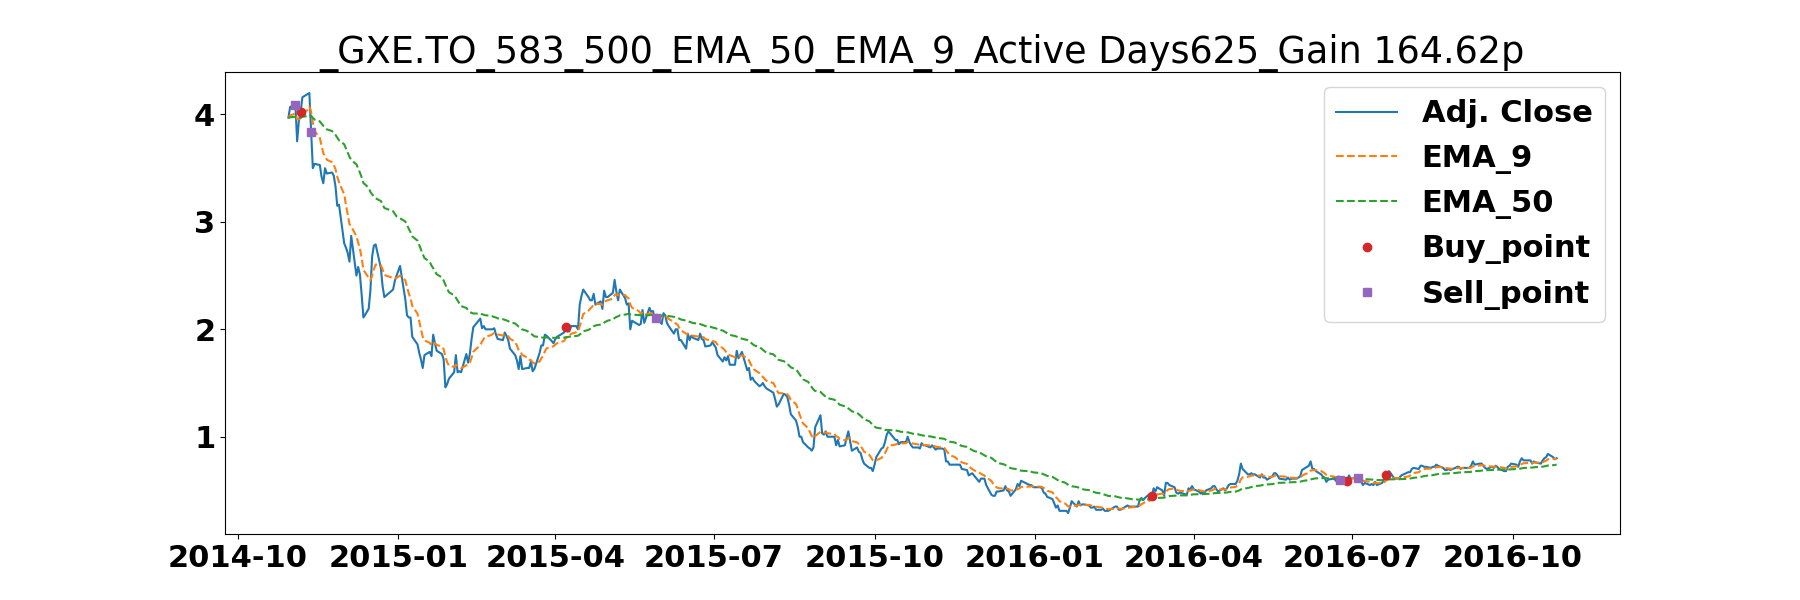 _GXE.TO_583_500_EMA_50_EMA_9_Active Days625_Gain 164.62p
4
3
2
1
Adj. Close
EMA_9
EMA_50
Buy_point
Sell_point
2014-10 2015-01 2015-04 2015-07 2015-10 2016-01 2016-04 2016-07 2016-10